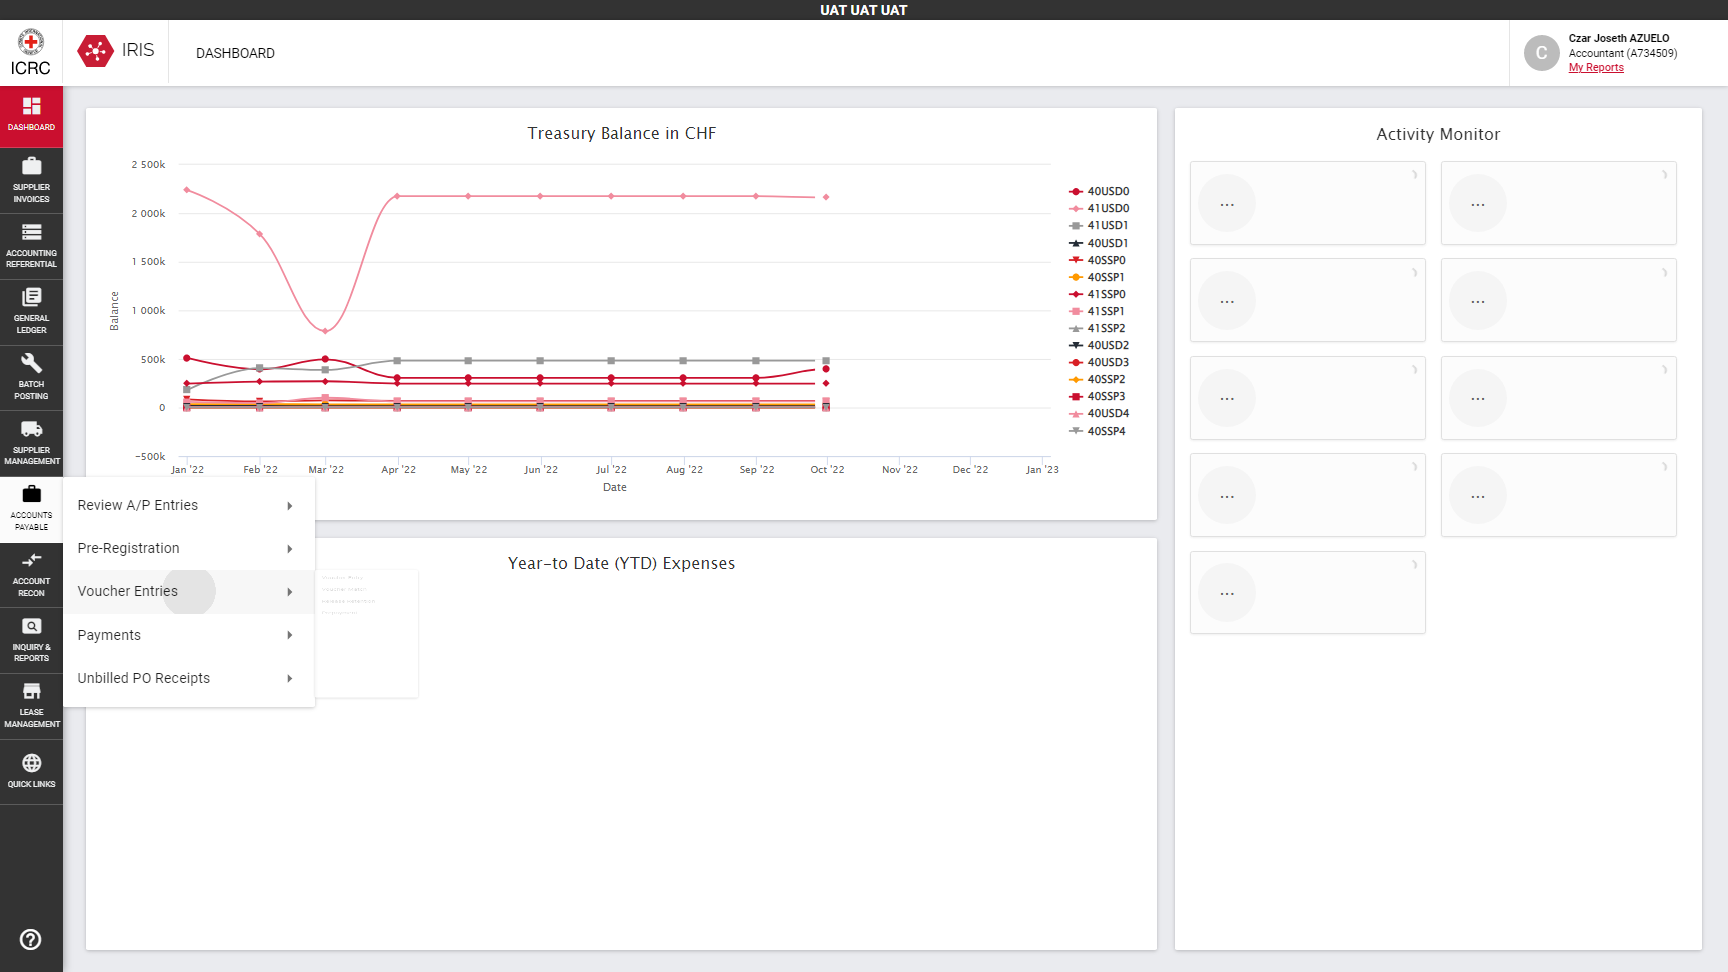 UAT UAT UAT
ICRC
IRIS
DASHBOARD
C
Czar Joseth AZUELO
Accountant (A734509)
My Reports
DASHBOARD
SUPPLIER
INVOICES
ACCOUNTING
REFERENTIAL
GENERAL
LEDGER
BATCH
POSTING
SUPPLIER
MANAGEMENT
ACCOUNTS
PAYABLE
ACCOUNT
RECON
INQUIRY &
REPORTS
LEASE
MANAGEMENT
QUICK LINKS
Treasury Balance in CHF
Balance
2 500k
2 000k
1 500k
1 000k
500k
0
−500k
Jan '22
Feb '22
Mar '22
Apr '22
May '22
Jun '22
Jul '22
Aug '22
Sep '22
Oct '22
Nov '22
Dec '22
Jan '23
Date
40USD0
41USD0
41USD1
40USD1
40SSP0
40SSP1
41SSP0
41SSP1
41SSP2
40USD2
40USD3
40SSP2
40SSP3
40USD4
40SSP4
Review A/P Entries
Pre-Registration
Voucher Entries
Payments
Unbilled PO Receipts
Year-to Date (YTD) Expenses
Activity Monitor
...
...
...
...
...
...
...
...
...